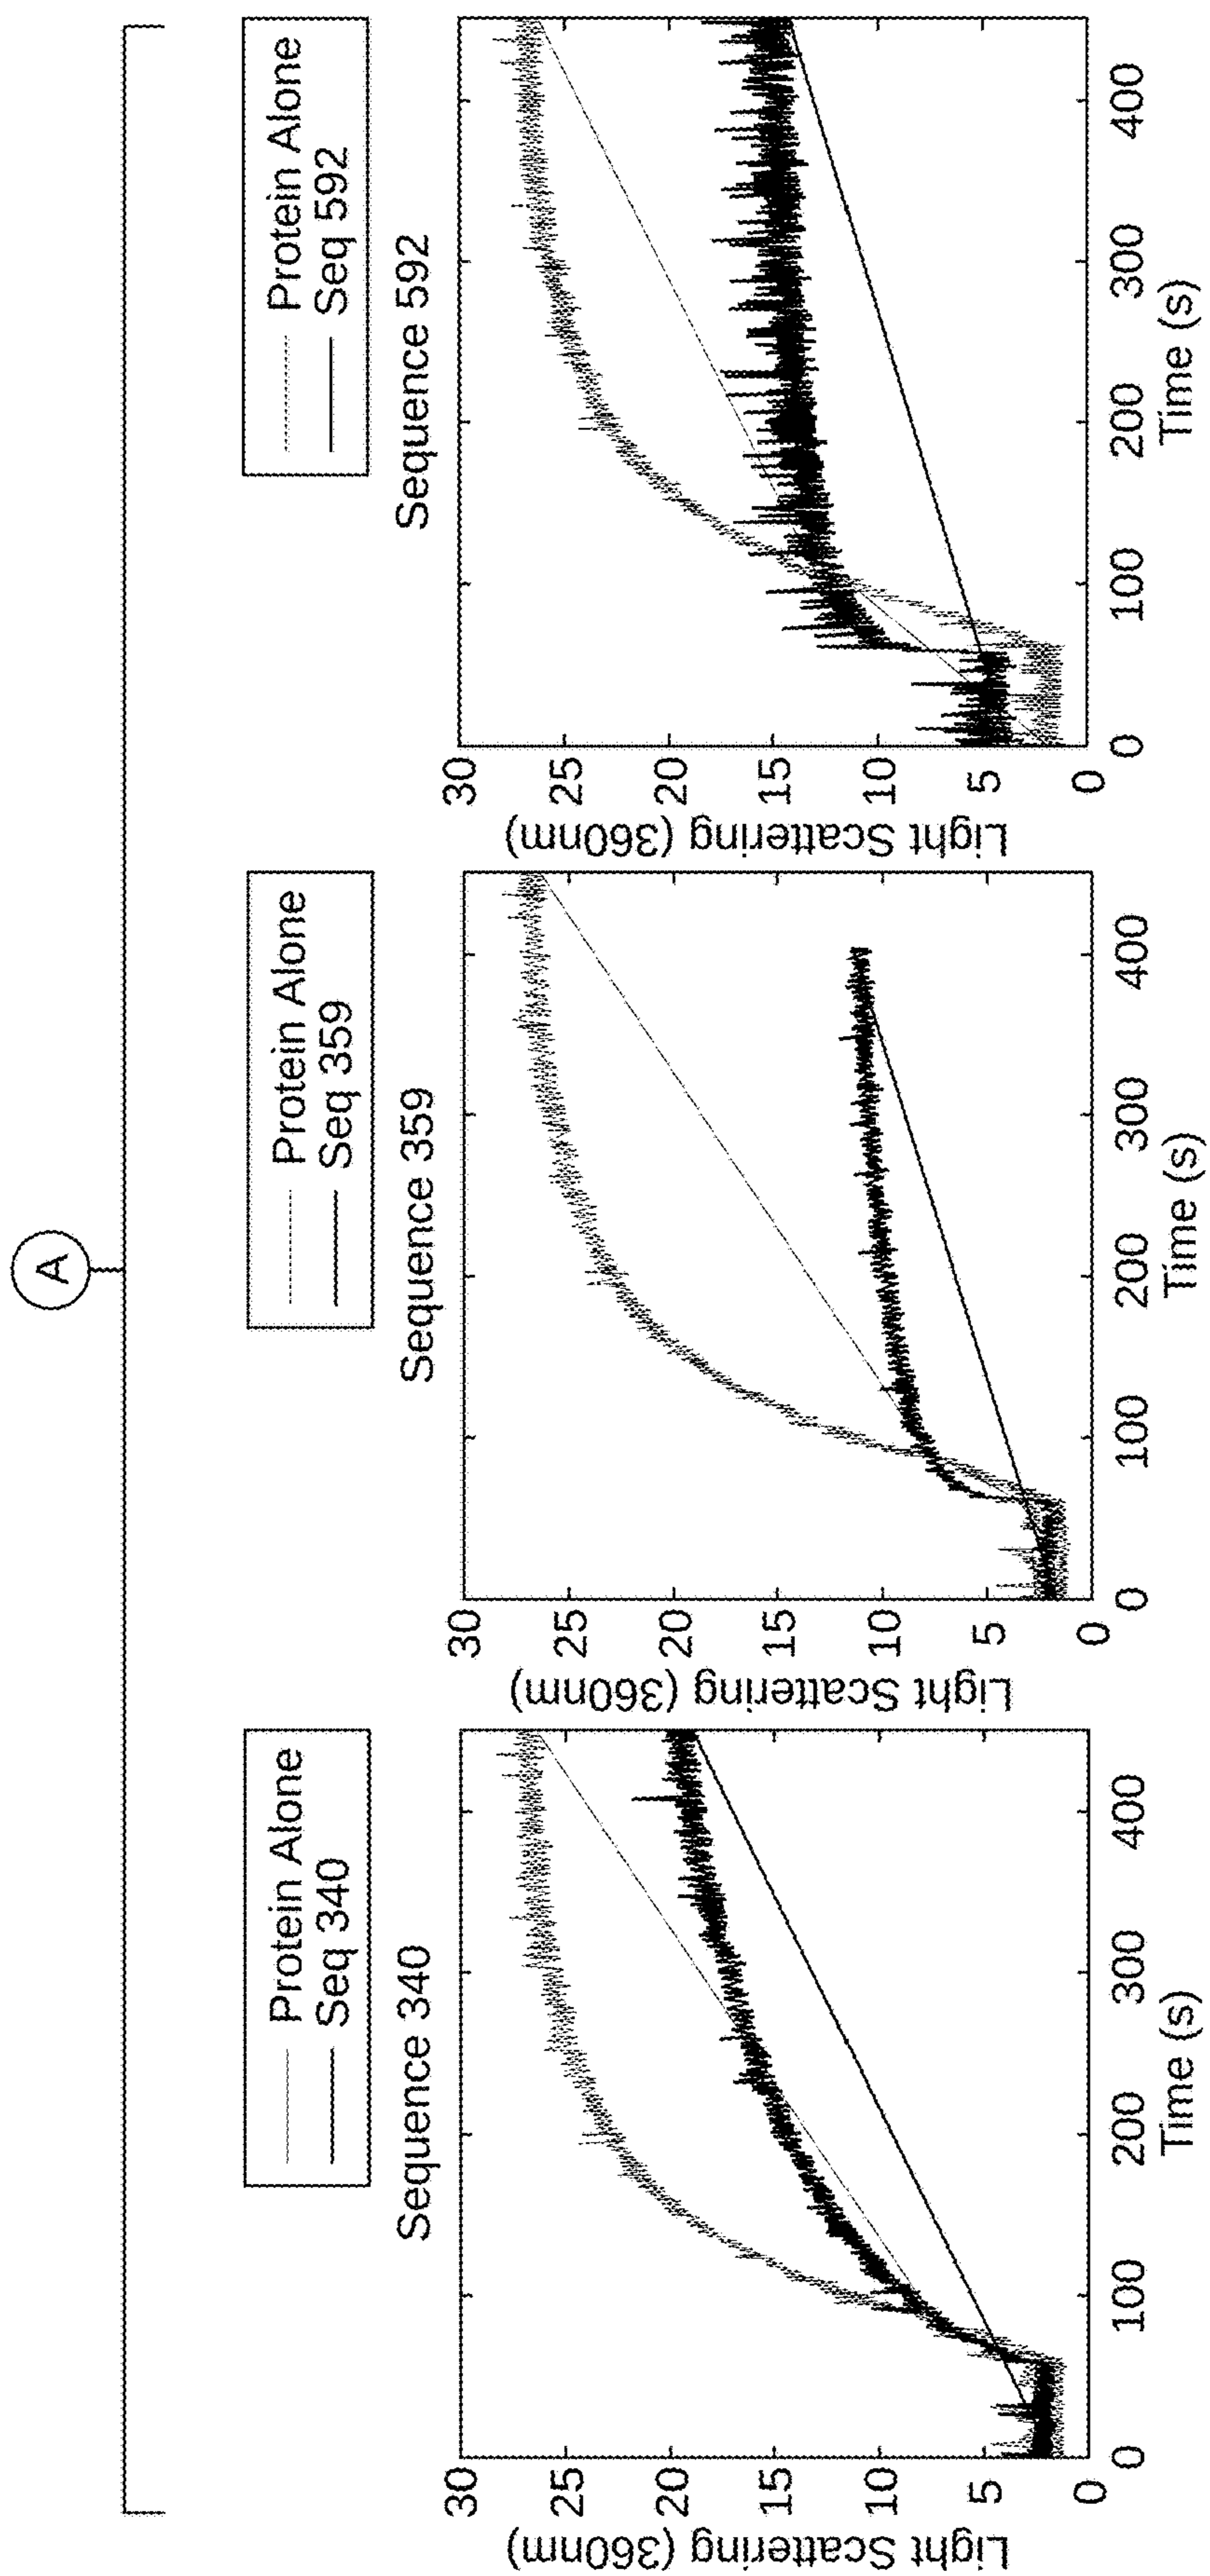 A
Protein Alone
Seq 340
Sequence 340
30
25
20
15
10
5
0
Light Scattering (360nm)
0 100 200 300 400
Time (s)
Protein Alone
Seq 359
Sequence 359
30
25
20
15
10
5
0
Light Scattering (360nm)
0 100 200 300 400
Time (s)
Protein Alone
Seq 592
Sequence 592
30
25
20
15
10
5
0
Light Scattering (360nm)
0 100 200 300 400
Time (s)